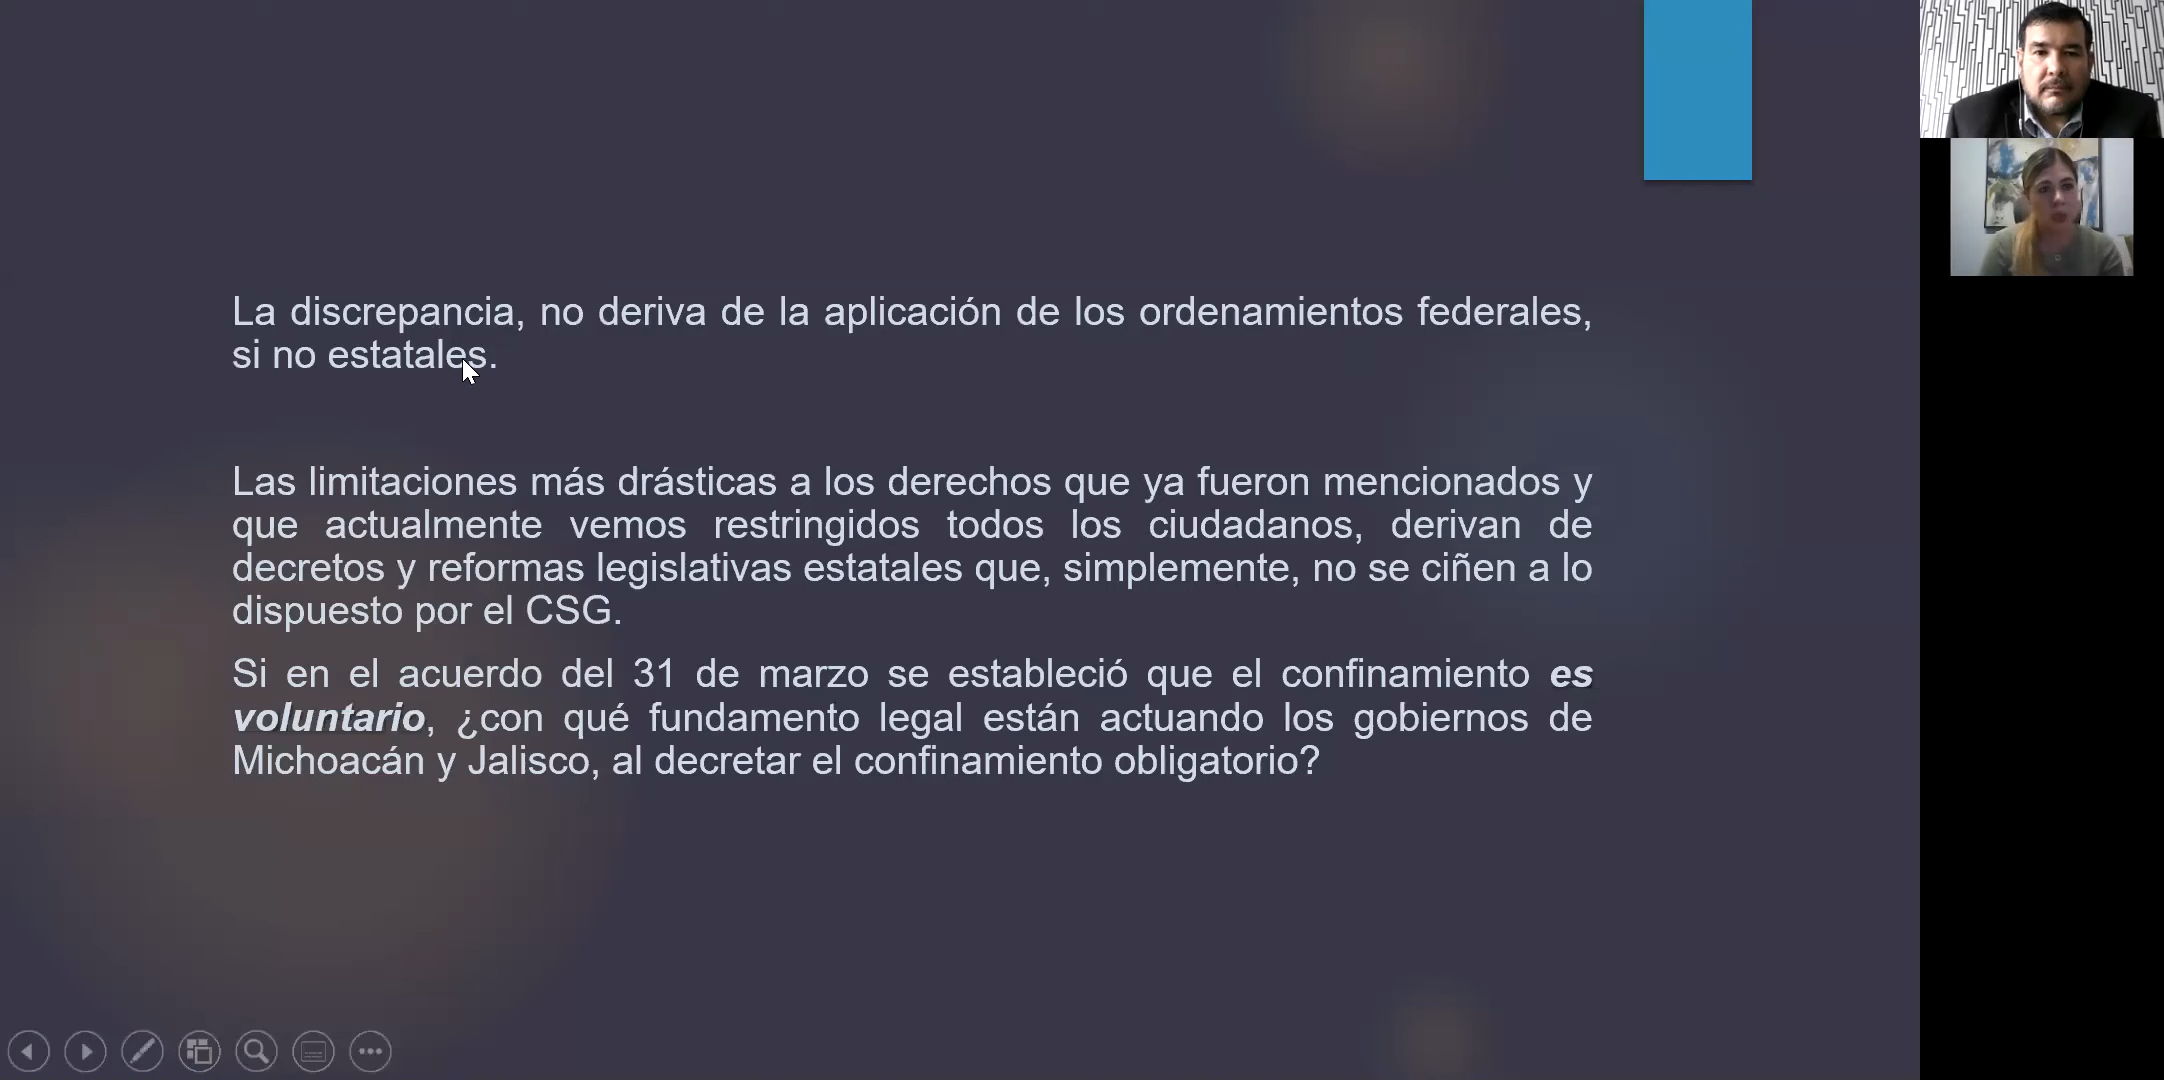 La discrepancia, no deriva de la aplicación de los ordenamientos federales,
si no estatales.
Las limitaciones más drásticas a los derechos que ya fueron mencionados y
que actualmente vemos restringidos todos los ciudadanos, derivan de
decretos y reformas legislativas estatales que, simplemente, no se ciñen a lo
dispuesto por el CSG.
Si en el acuerdo del 31 de marzo se estableció que el confinamiento es
voluntario, ¿con qué fundamento legal están actuando los gobiernos de
Michoacán y Jalisco, al decretar el confinamiento obligatorio?